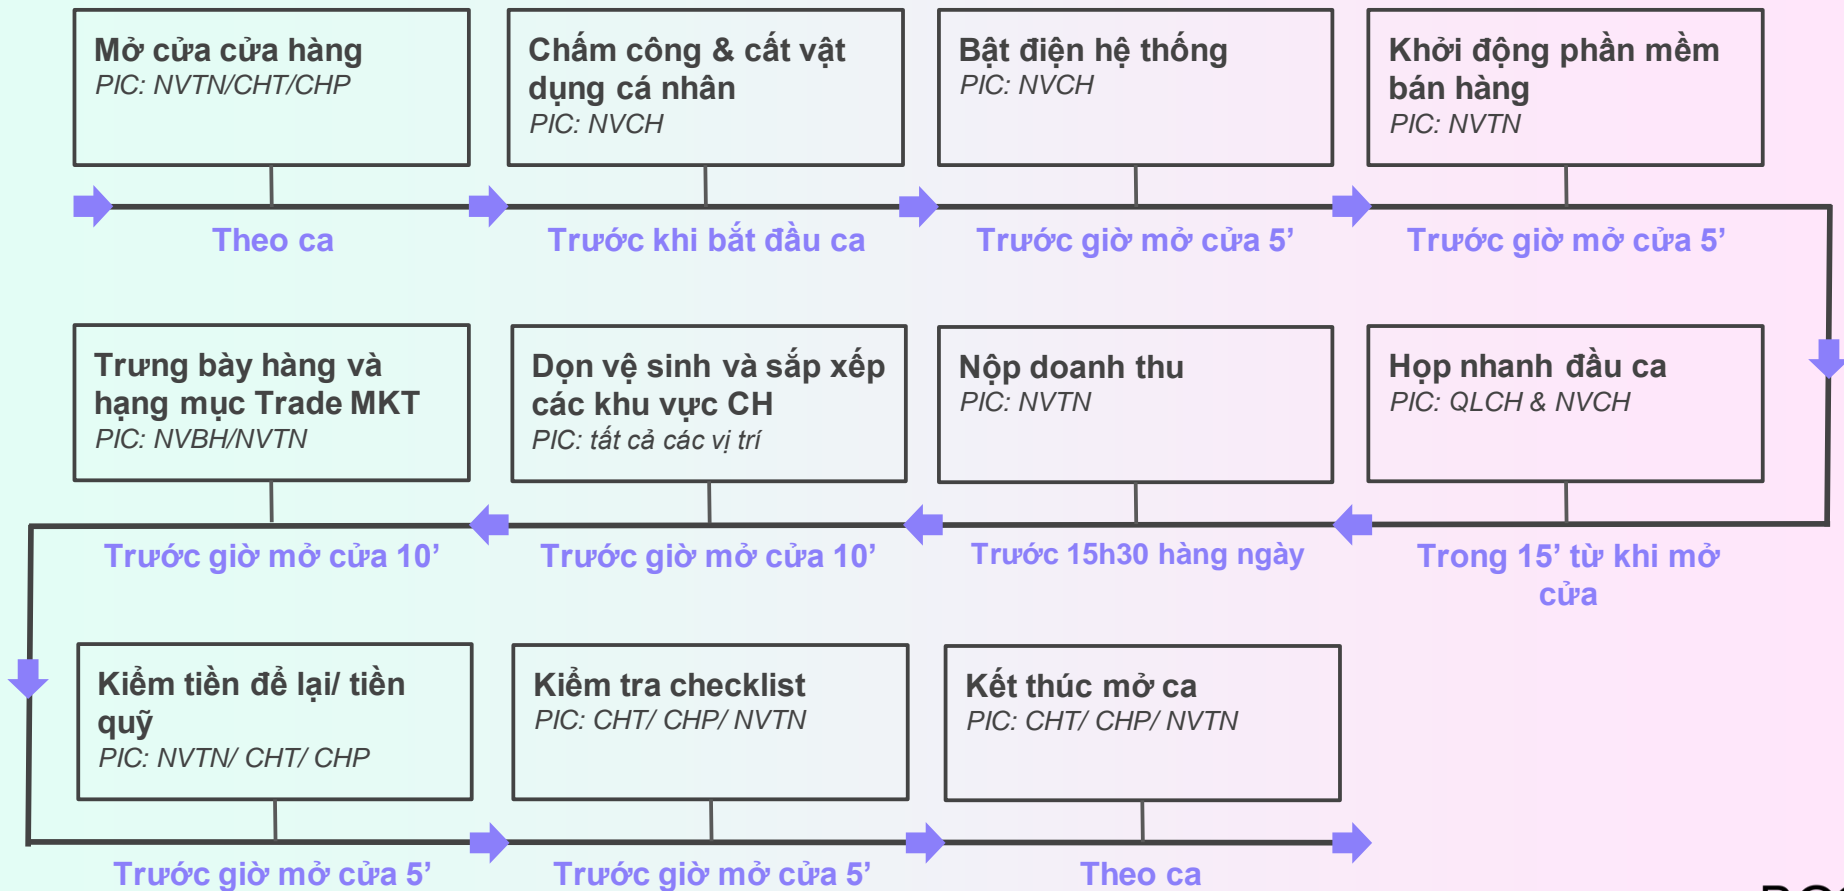 Mở cửa cửa hàng
PIC: NVTN/CHT/CHP
Chấm công & cất vật
dụng cá nhân
PIC: NVCH
Bật điện hệ thống
PIC: NVCH
Khởi động phần mềm
bán hàng
PIC: NVTN
Theo ca
Trước khi bắt đầu ca
Trước giờ mở cửa 5’
Trước giờ mở cửa 5’
Họp nhanh đầu ca
PIC: QLCH & NVCH
Nộp doanh thu
PIC: NVTN
Dọn vệ sinh và sắp xếp
các khu vực CH
PIC: tất cả các vị trí
Trưng bày hàng và
hạng mục Trade MKT
PIC: NVBH/NVTN
Trong 15’ từ khi mở
cửa
Trước 15h30 hàng ngày
Trước giờ mở cửa 10’
Trước giờ mở cửa 10’
Kiểm tiền để lại/ tiền
quỹ
PIC: NVTN/ CHT/ CHP
Kiểm tra checklist
PIC: CHT/ CHP/ NVTN
Kết thúc mở ca
PIC: CHT/ CHP/ NVTN
Trước giờ mở cửa 5’
Trước giờ mở cửa 5’
Theo ca